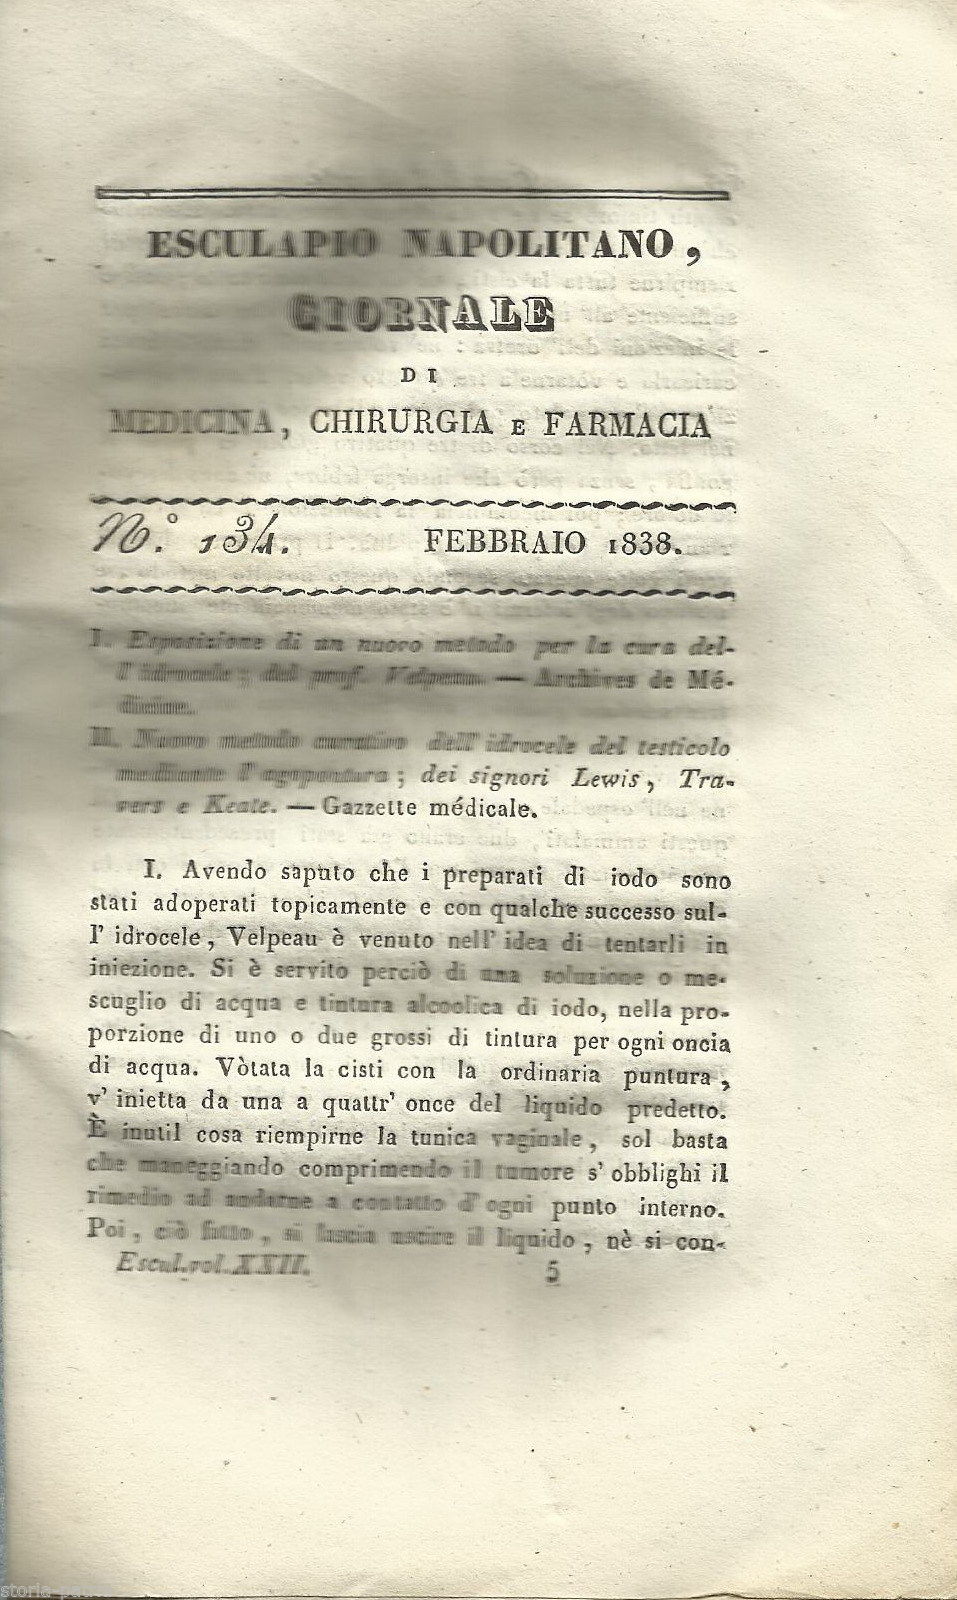 ESCULAPIO NAPOLITANO,
GIORNALE
DI
MEDICINA, CHIRURGIA E FARMACIA
N.º 134. FEBBRAIO 1838.
I. Esposizione di un nuovo metodo per la cura del-
l'idrocele; del prof. Velpeau. — Archives de Mé-
dicine.
II. Nuovo metodo curativo dell'idrocele del testicolo
mediante l'agopuntura; dei signori Lewis, Tra-
vers e Keate. — Gazzette médicale.
I. Avendo saputo che i preparati di iodo sono
stati adoperati topicamente e con qualche successo sul-
l'idrocele, Velpeau è venuto nell'idea di tentarli in
iniezione. Si è servito perciò di una soluzione o me-
scuglio di acqua e tintura alcoolica di iodo, nella pro-
porzione di uno o due grossi di tintura per ogni oncia
di acqua. Vòtata la cisti con la ordinaria puntura,
v'inietta da una a quattr'once del liquido predetto.
È inutil cosa riempirne la tunica vaginale, sol basta
che maneggiando comprimendo il tumore s'obblighi il
rimedio ad andarne a contatto d'ogni punto interno.
Poi, ciò fatto, si lascia uscire il liquido, nè si con-
Escul. vol. XXII. 5